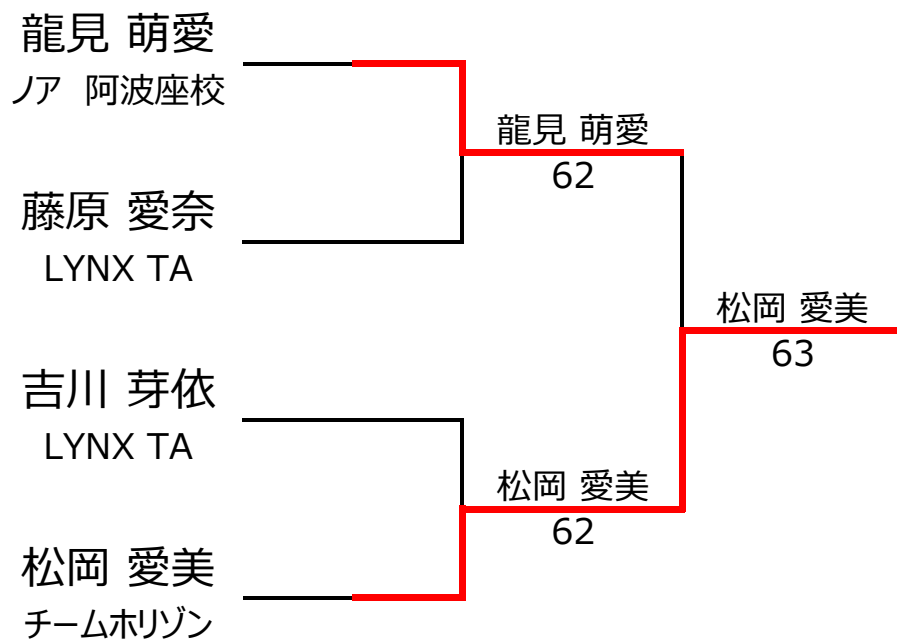 龍見 萌愛
ノア　阿波座校
藤原 愛奈
LYNX TA
吉川 芽依
LYNX TA
松岡 愛美
チームホリゾン
龍見 萌愛
62
松岡 愛美
62
松岡 愛美
63